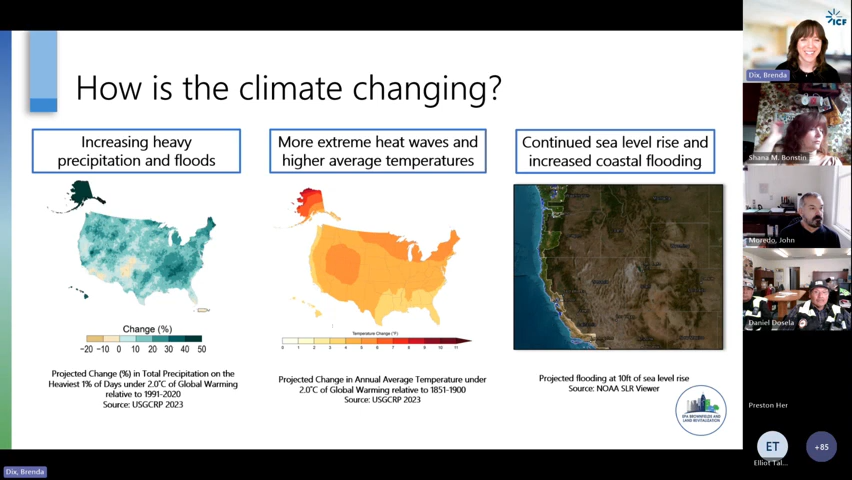 How is the climate changing?
Increasing heavy
precipitation and floods
More extreme heat waves and
higher average temperatures
Continued sea level rise and
increased coastal flooding
Change (%)
−20 −10 0 10 20 30 40 50
Projected Change (%) in Total Precipitation on the
Heaviest 1% of Days under 2.0°C of Global Warming
relative to 1991-2020
Source: USGCRP 2023
Temperature Change (°F)
0 1 2 3 4 5 6 7 8 9 10 11
Projected Change in Annual Average Temperature under
2.0°C of Global Warming relative to 1851-1900
Source: USGCRP 2023
Projected flooding at 10ft of sea level rise
Source: NOAA SLR Viewer
EPA BROWNFIELDS AND
LAND REVITALIZATION
Dix, Brenda
ICF
Dix, Brenda
Shana M. Bonstin
Moredo, John
Daniel Dosela
Preston Her
ET
Elliot Tal...
+85